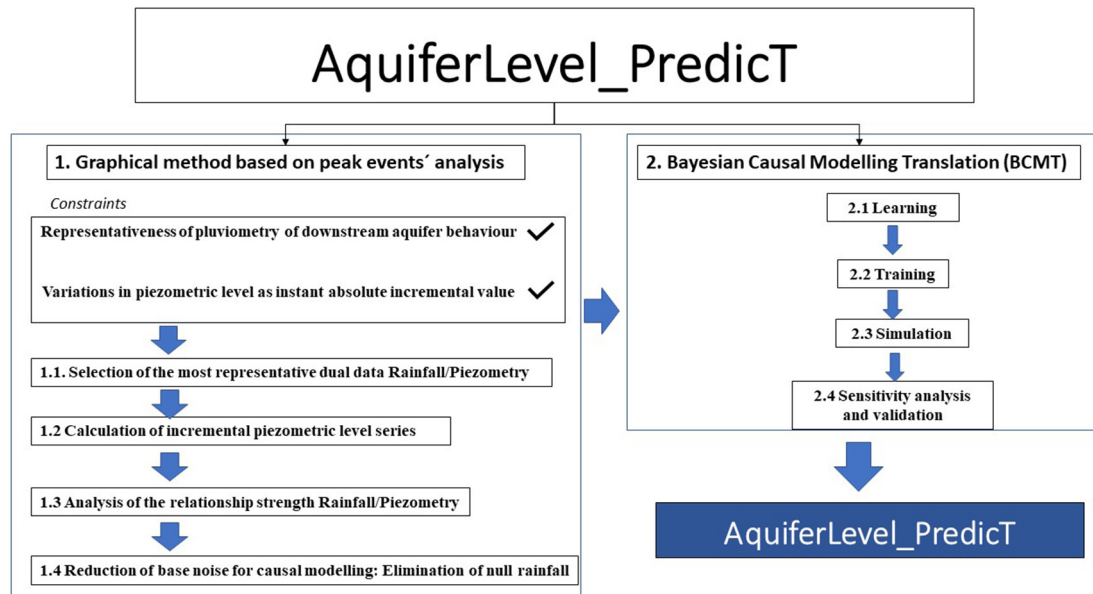 AquiferLevel_PredicT
1. Graphical method based on peak events´ analysis
Constraints
Representativeness of pluviometry of downstream aquifer behaviour
Variations in piezometric level as instant absolute incremental value
1.1. Selection of the most representative dual data Rainfall/Piezometry
1.2 Calculation of incremental piezometric level series
1.3 Analysis of the relationship strength Rainfall/Piezometry
1.4 Reduction of base noise for causal modelling: Elimination of null rainfall
2. Bayesian Causal Modelling Translation (BCMT)
2.1 Learning
2.2 Training
2.3 Simulation
2.4 Sensitivity analysis
and validation
AquiferLevel_PredicT